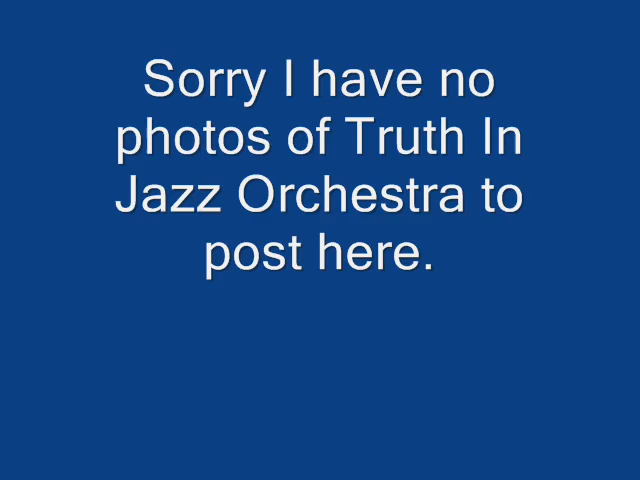 Sorry I have no
photos of Truth In
Jazz Orchestra to
post here.